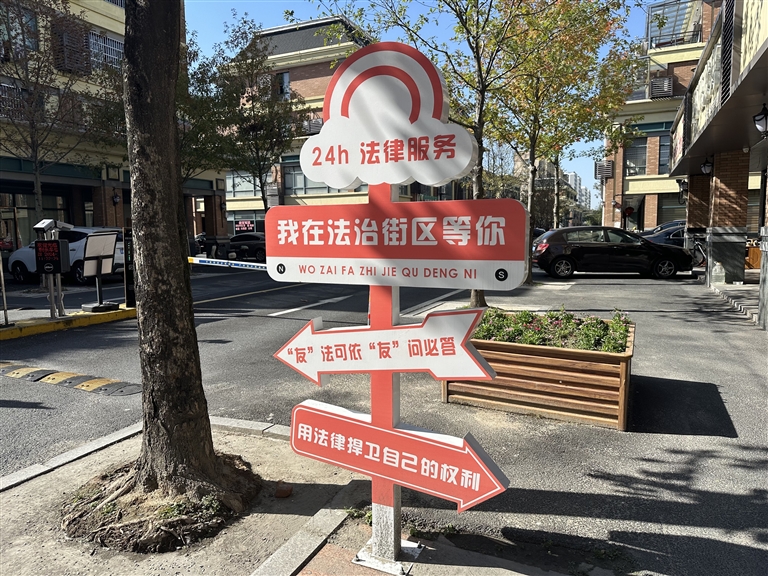 24h 法律服务
我在法治街区等你
N WO ZAI FA ZHI JIE QU DENG NI S
“友”法可依“友”问必答
用法律捍卫自己的权利